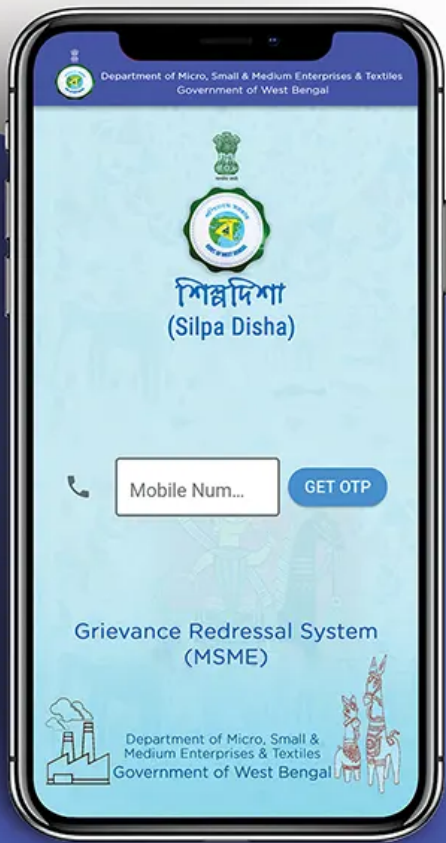 Department of Micro, Small & Medium Enterprises & Textiles
Government of West Bengal
শিল্পদিশা
(Silpa Disha)
Mobile Num...
GET OTP
Grievance Redressal System
(MSME)
Department of Micro, Small &
Medium Enterprises & Textiles
Government of West Bengal